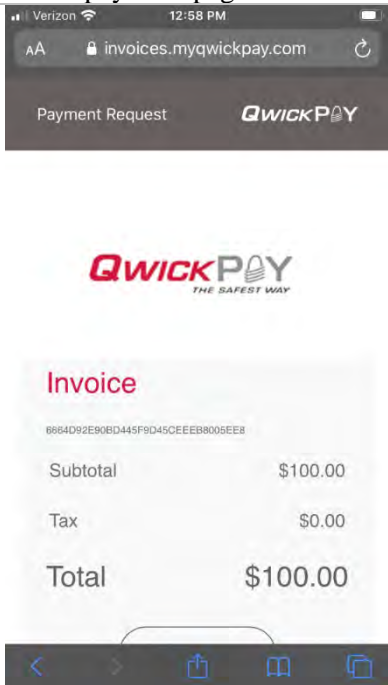 Verizon 12:58 PM
AA invoices.myqwickpay.com
Payment Request QWICKPAY
QWICKPAY
THE SAFEST WAY
Invoice
Subtotal $100.00
Tax $0.00
Total $100.00